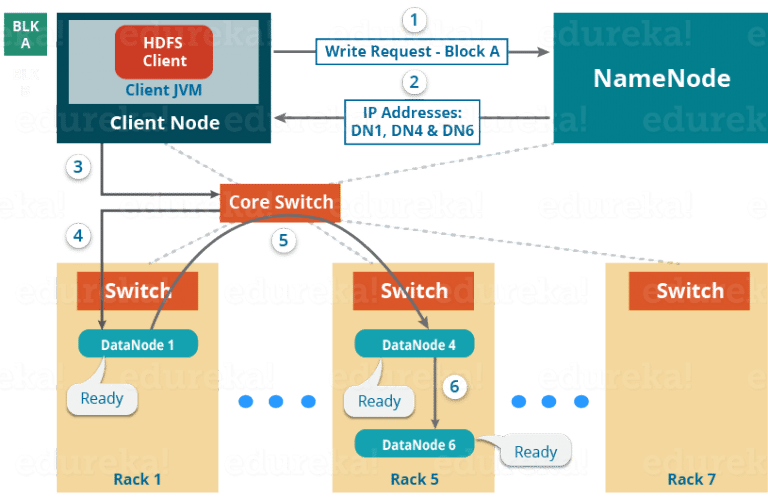 BLK
A
HDFS
Client
Client JVM
Client Node
1
Write Request - Block A
2
IP Addresses:
DN1, DN4 & DN6
NameNode
3
Core Switch
4
5
Switch
Switch
Switch
DataNode 1
DataNode 4
Ready
Ready
6
DataNode 6
Ready
Rack 1
Rack 5
Rack 7
edureka!